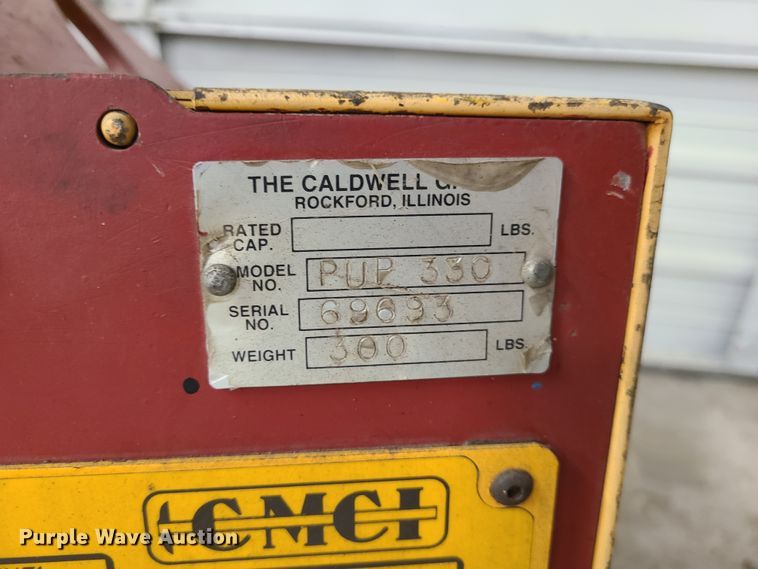 THE CALDWELL G
ROCKFORD, ILLINOIS
RATED CAP. LBS.
MODEL NO. PUP 330
SERIAL NO. 69693
WEIGHT 300 LBS.
CMCI
Purple Wave Auction